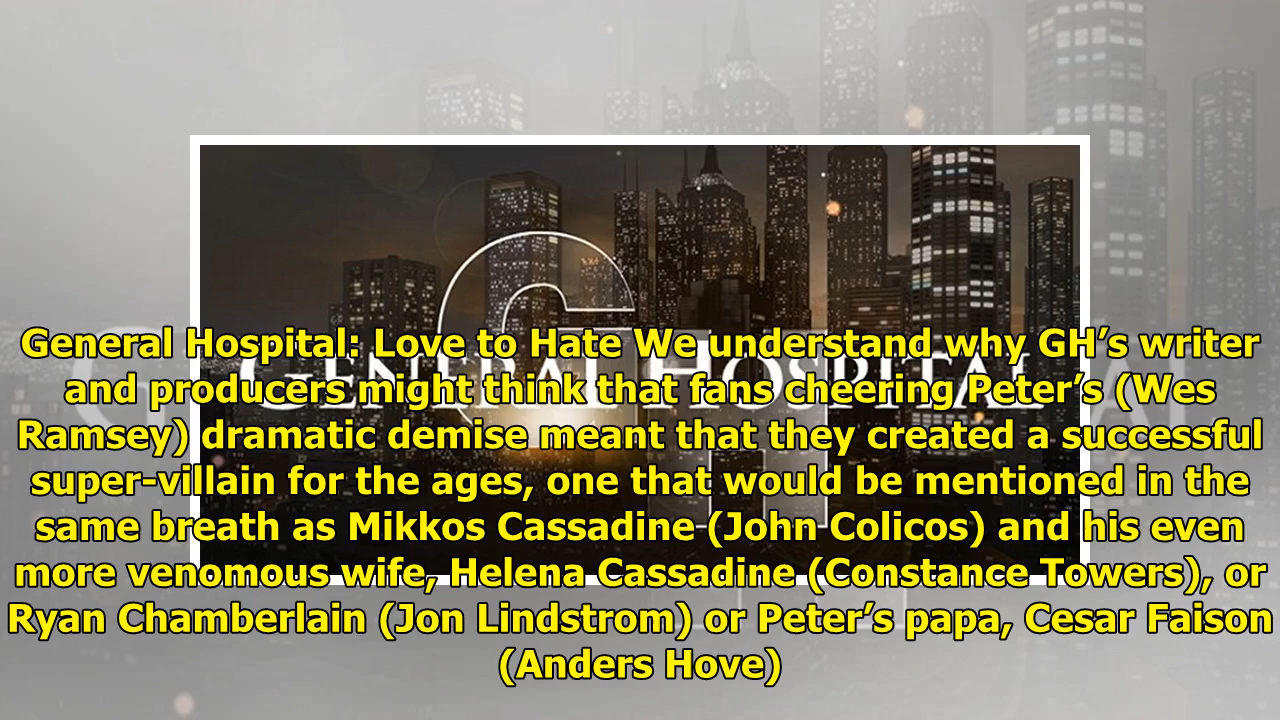 General Hospital: Love to Hate We understand why GH’s writer
and producers might think that fans cheering Peter’s (Wes
Ramsey) dramatic demise meant that they created a successful
super-villain for the ages, one that would be mentioned in the
same breath as Mikkos Cassadine (John Colicos) and his even
more venomous wife, Helena Cassadine (Constance Towers), or
Ryan Chamberlain (Jon Lindstrom) or Peter’s papa, Cesar Faison
(Anders Hove)
GENERAL HOSPITAL
GH